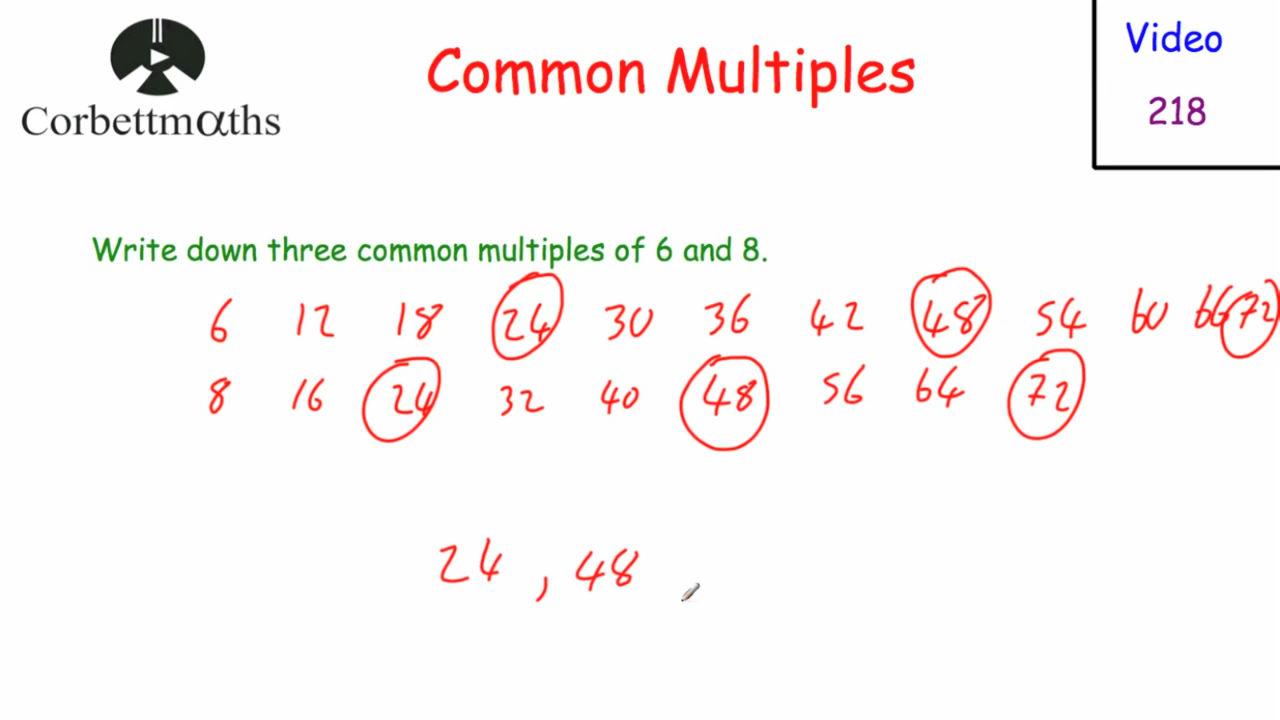 Corbettmαths
Common Multiples
Video
218
Write down three common multiples of 6 and 8.
6 12 18 24 30 36 42 48 54 60 66 72
8 16 24 32 40 48 56 64 72
24 , 48